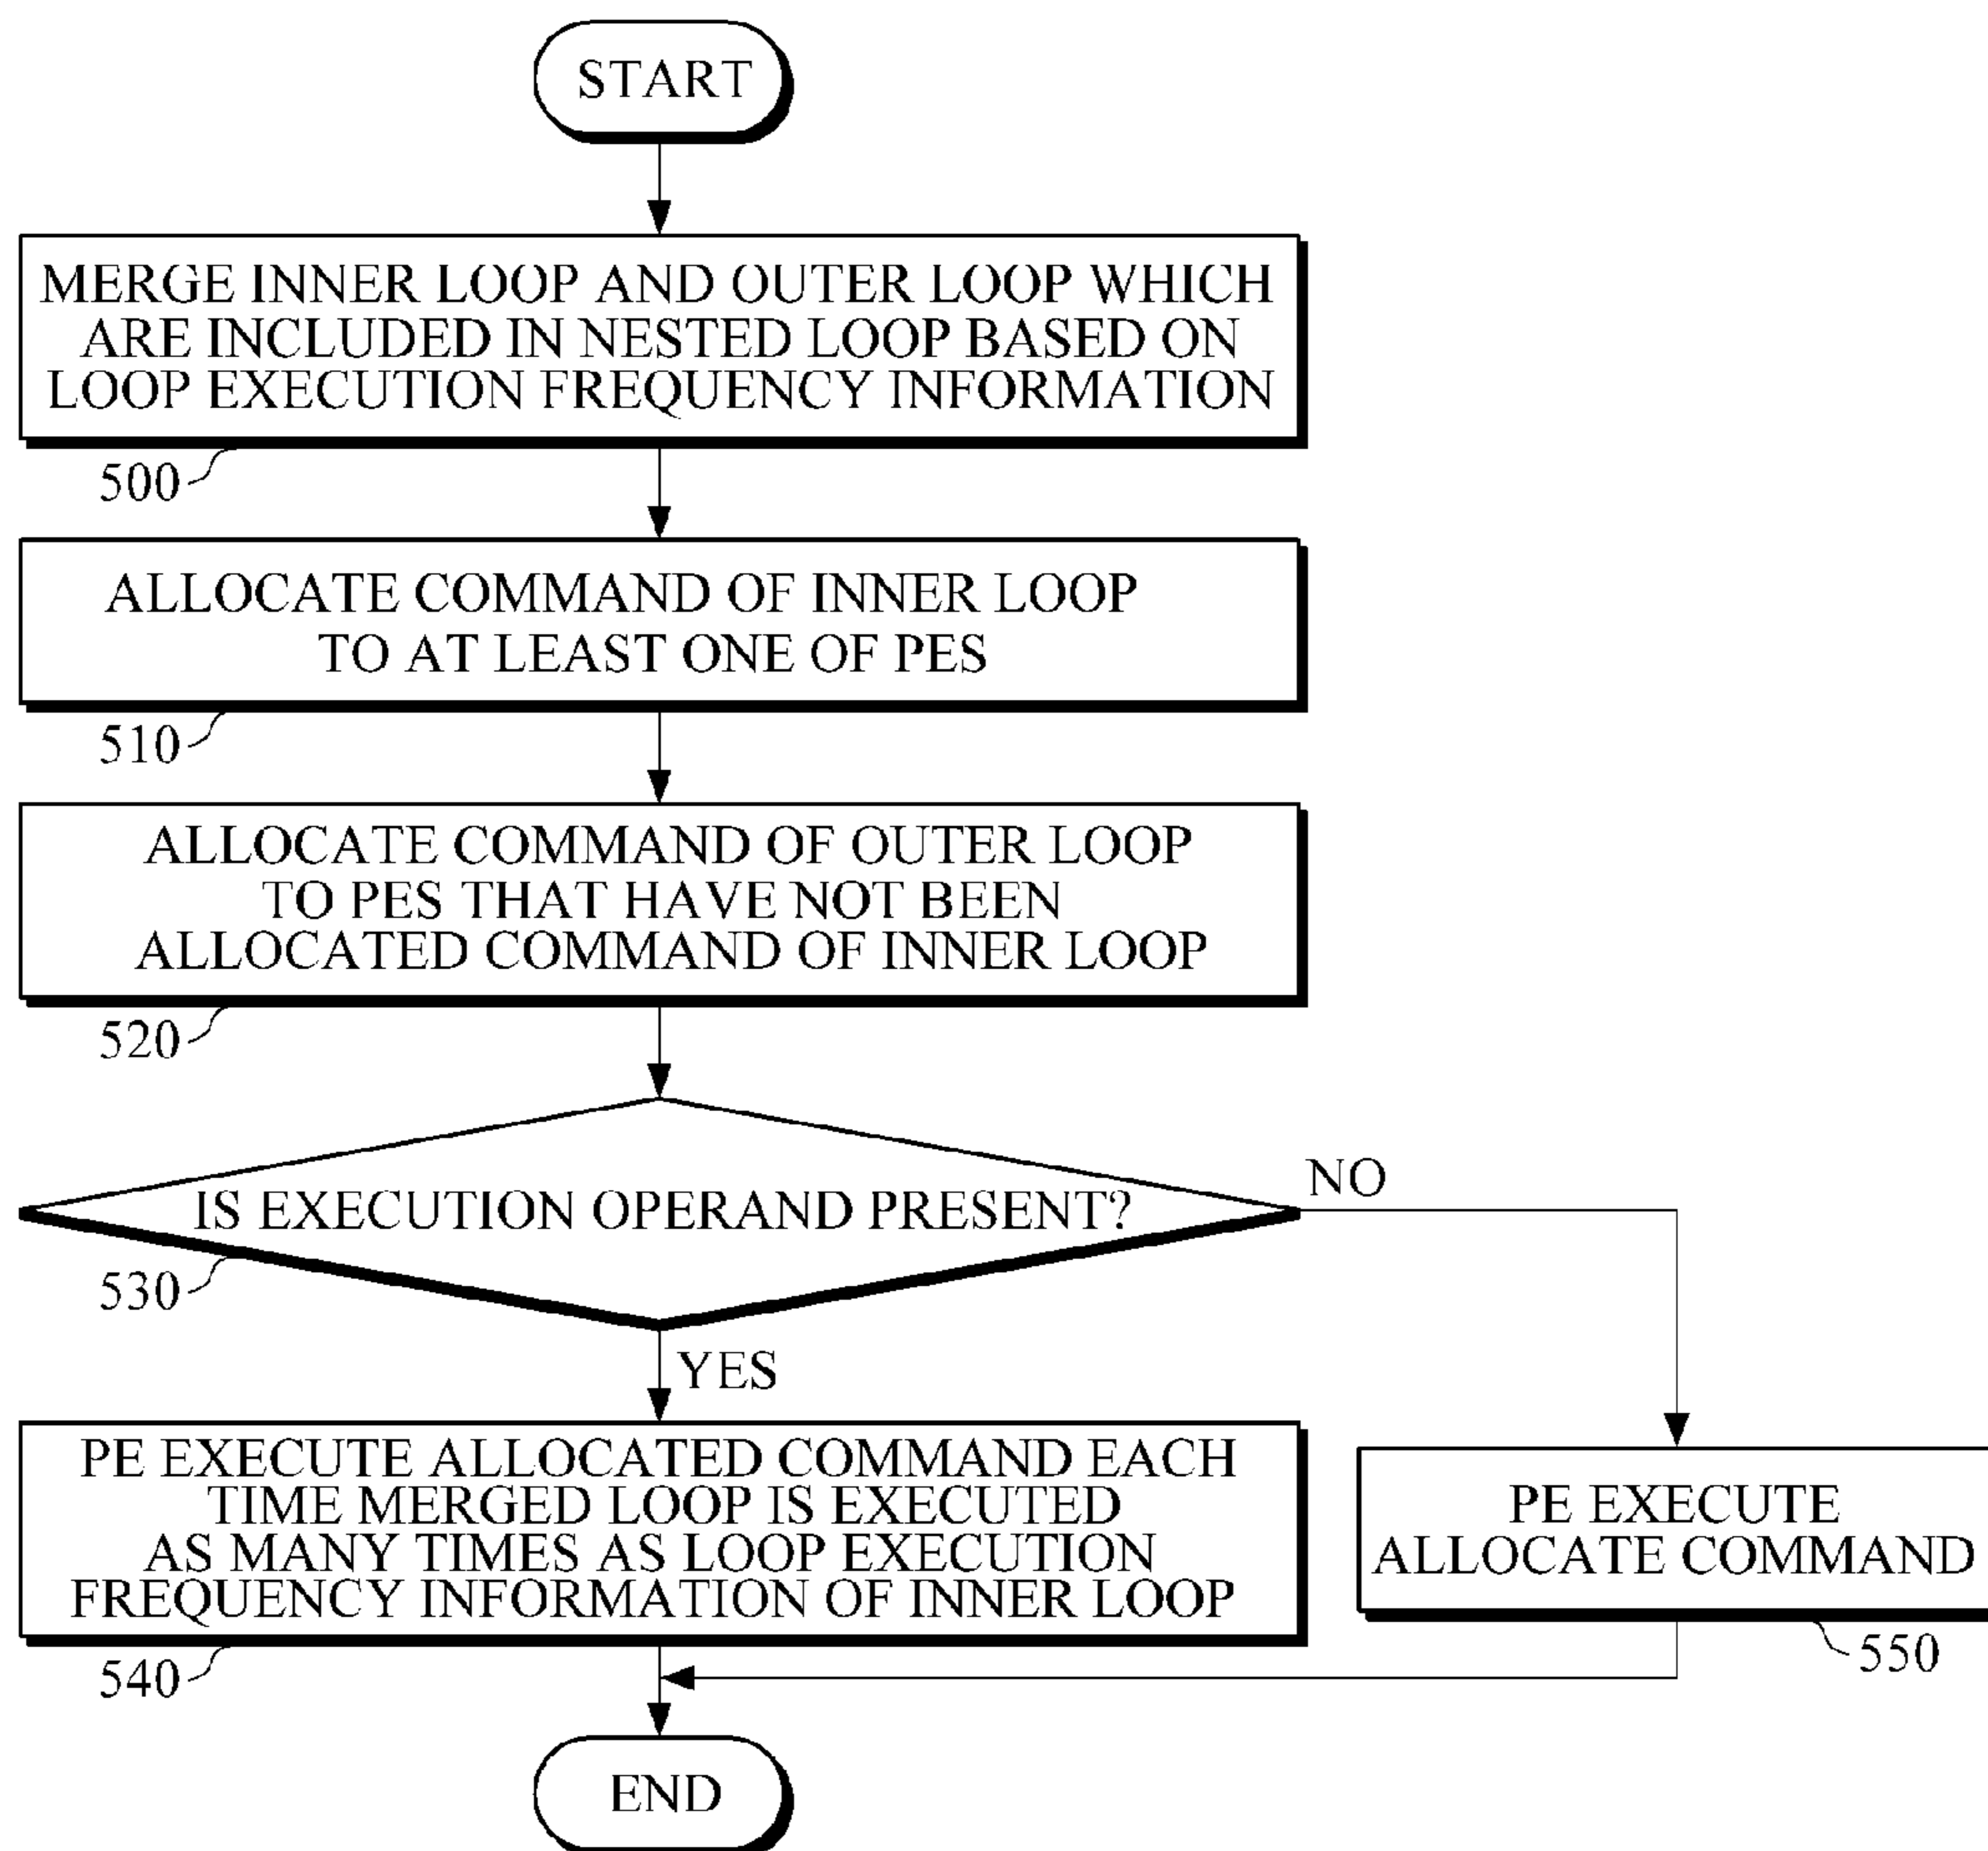 START
MERGE INNER LOOP AND OUTER LOOP WHICH
ARE INCLUDED IN NESTED LOOP BASED ON
LOOP EXECUTION FREQUENCY INFORMATION
500
ALLOCATE COMMAND OF INNER LOOP
TO AT LEAST ONE OF PES
510
ALLOCATE COMMAND OF OUTER LOOP
TO PES THAT HAVE NOT BEEN
ALLOCATED COMMAND OF INNER LOOP
520
IS EXECUTION OPERAND PRESENT?
NO
530
YES
PE EXECUTE ALLOCATED COMMAND EACH
TIME MERGED LOOP IS EXECUTED
AS MANY TIMES AS LOOP EXECUTION
FREQUENCY INFORMATION OF INNER LOOP
540
PE EXECUTE
ALLOCATE COMMAND
550
END